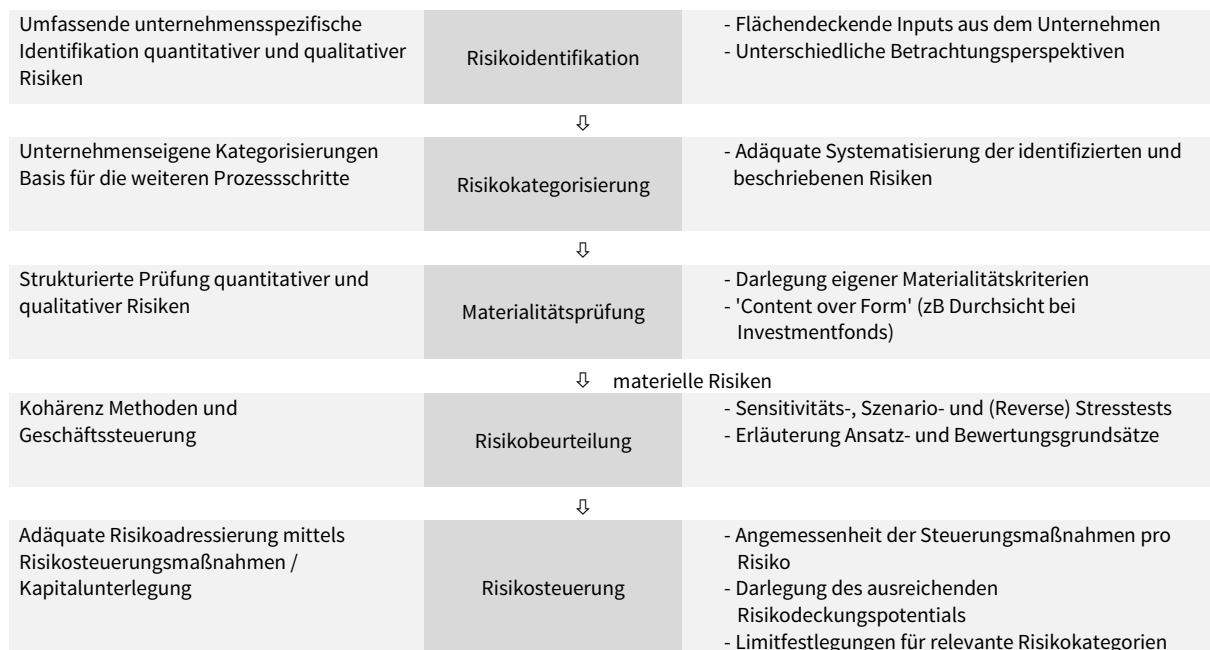 Umfassende unternehmensspezifische
Identifikation quantitativer und qualitativer
Risiken
Risikoidentifikation
- Flächendeckende Inputs aus dem Unternehmen
- Unterschiedliche Betrachtungsperspektiven
⇩
Unternehmenseigene Kategorisierungen
Basis für die weiteren Prozessschritte
Risikokategorisierung
- Adäquate Systematisierung der identifizierten und
beschriebenen Risiken
⇩
Strukturierte Prüfung quantitativer und
qualitativer Risiken
Materialitätsprüfung
- Darlegung eigener Materialitätskriterien
- 'Content over Form' (zB Durchsicht bei
Investmentfonds)
⇩ materielle Risiken
Kohärenz Methoden und
Geschäftssteuerung
Risikobeurteilung
- Sensitivitäts-, Szenario- und (Reverse) Stresstests
- Erläuterung Ansatz- und Bewertungsgrundsätze
⇩
Adäquate Risikoadressierung mittels
Risikosteuerungsmaßnahmen /
Kapitalunterlegung
Risikosteuerung
- Angemessenheit der Steuerungsmaßnahmen pro
Risiko
- Darlegung des ausreichenden
Risikodeckungspotentials
- Limitfestlegungen für relevante Risikokategorien